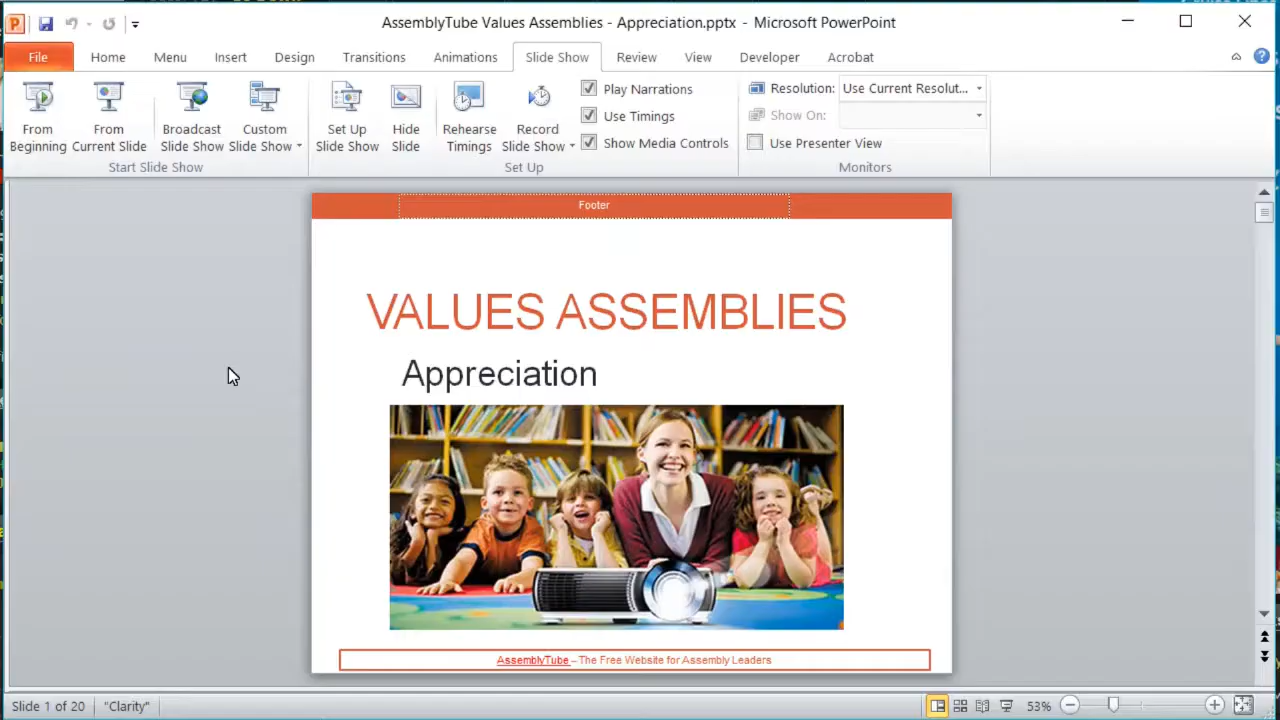 AssemblyTube Values Assemblies - Appreciation.pptx - Microsoft PowerPoint
File Home Menu Insert Design Transitions Animations Slide Show Review View Developer Acrobat
From Beginning
From Current Slide
Broadcast Slide Show
Custom Slide Show
Start Slide Show
Set Up Slide Show
Hide Slide
Rehearse Timings
Record Slide Show
Play Narrations
Use Timings
Show Media Controls
Set Up
Resolution: Use Current Resolut...
Show On:
Use Presenter View
Monitors
Footer
VALUES ASSEMBLIES
Appreciation
AssemblyTube – The Free Website for Assembly Leaders
Slide 1 of 20 "Clarity" 53%